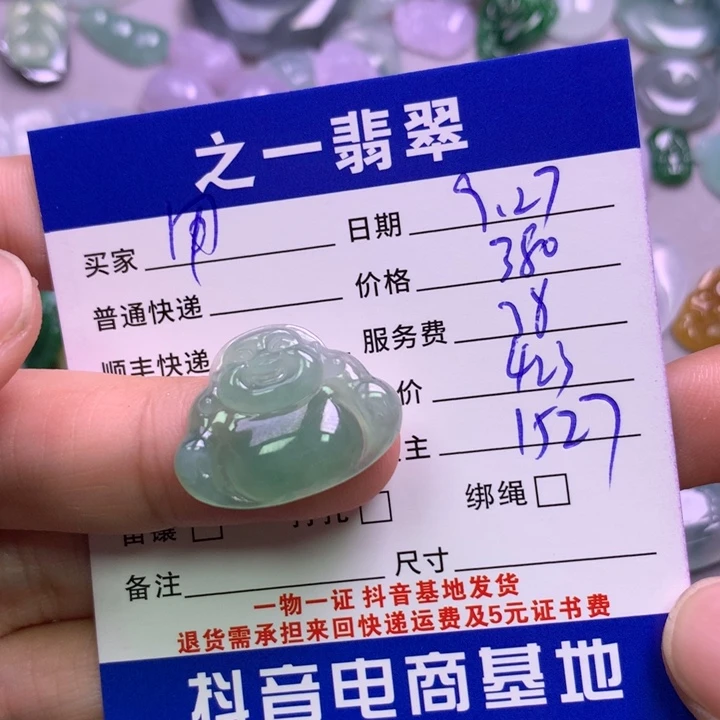 之一翡翠
买家 日期 9.27
普通快递 价格 380
顺丰快递 服务费 38
价 423
主 1527
绑绳
备注 尺寸
一物一证 抖音基地发货
退货需承担来回快递运费及5元证书费
抖音电商基地